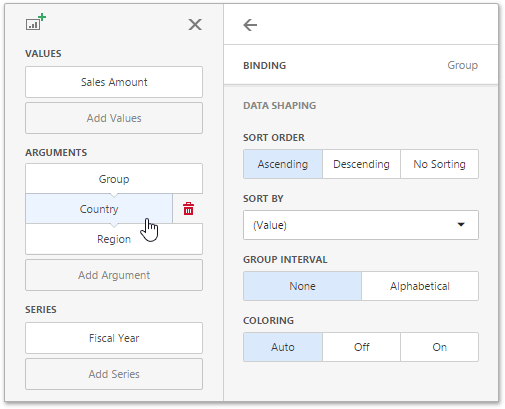 VALUES
Sales Amount
Add Values
ARGUMENTS
Group
Country
Region
Add Argument
SERIES
Fiscal Year
Add Series
BINDING Group
DATA SHAPING
SORT ORDER
Ascending Descending No Sorting
SORT BY
(Value)
GROUP INTERVAL
None Alphabetical
COLORING
Auto Off On